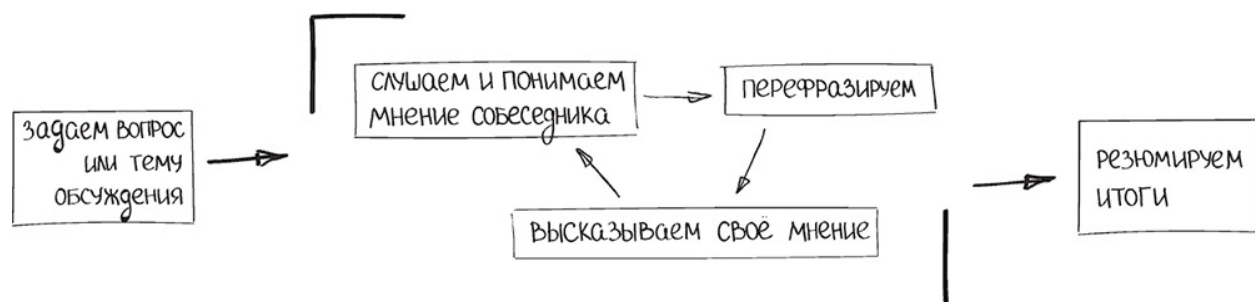 задаем вопрос
или тему
обсуждения
слушаем и понимаем
мнение собеседника
перефразируем
высказываем своё мнение
резюмируем
итоги